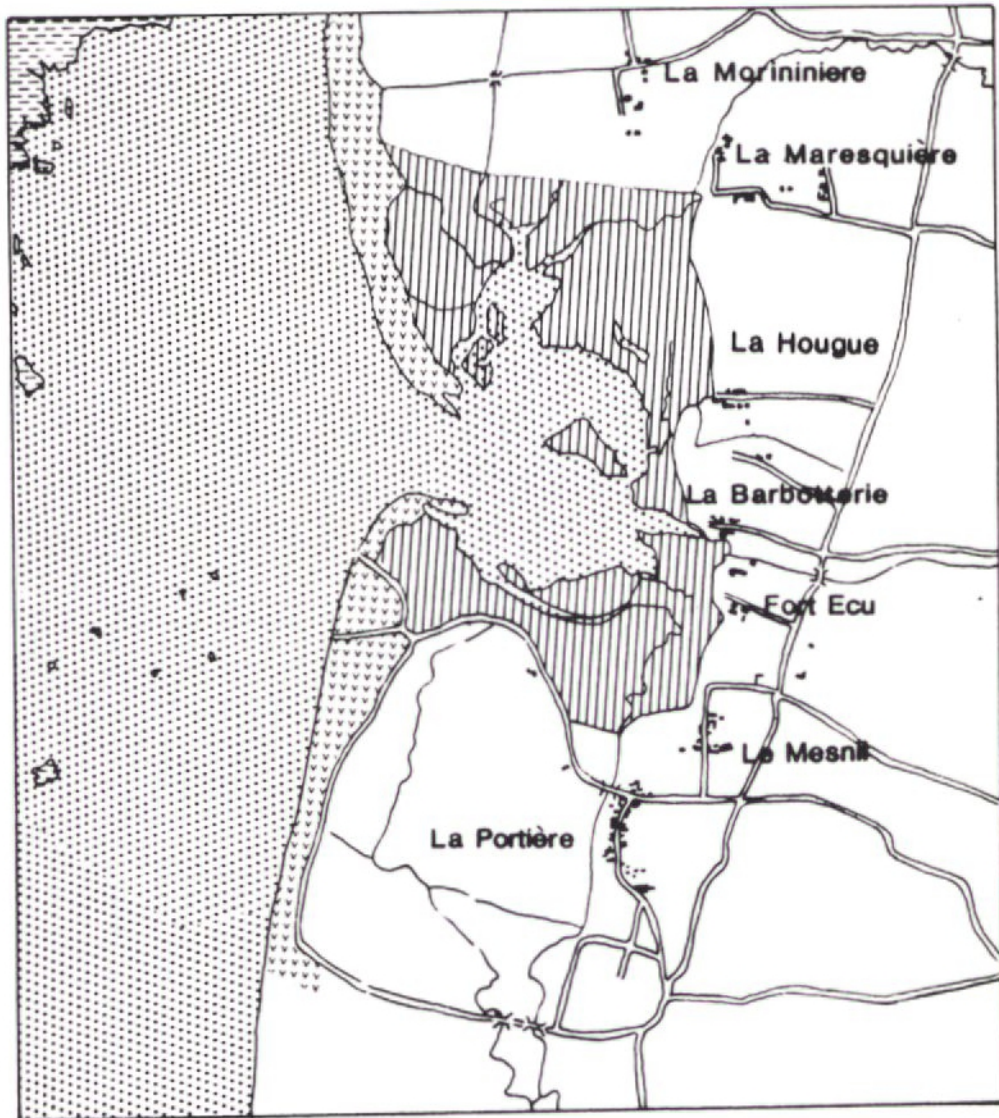 La Morininiere
La Maresquière
La Hougue
La Barbotterie
Fort Ecu
Le Mesnil
La Portière